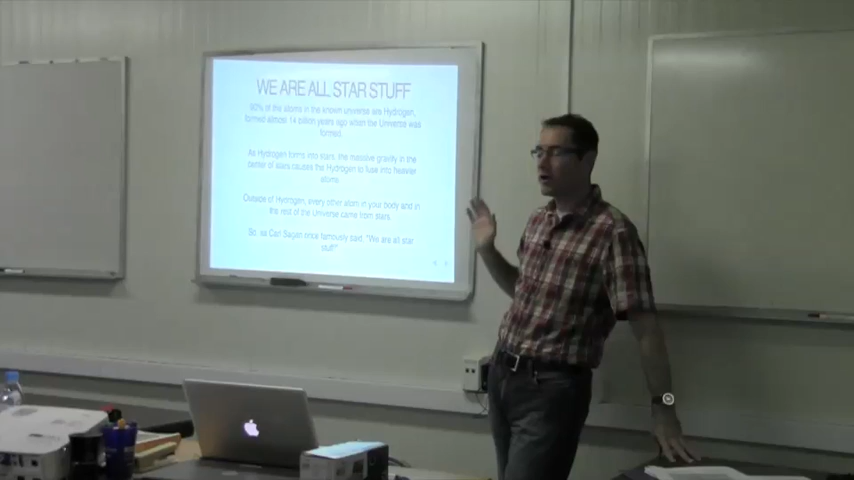 WE ARE ALL STAR STUFF
90% of the atoms in the known universe are Hydrogen,
formed almost 14 billion years ago when the Universe was
formed.
As Hydrogen forms into stars, the massive gravity in the
center of stars causes the Hydrogen to fuse into heavier
atoms.
Outside of Hydrogen, every other atom in your body and in
the rest of the Universe came from stars.
So, as Carl Sagan once famously said, "We are all star
stuff!"